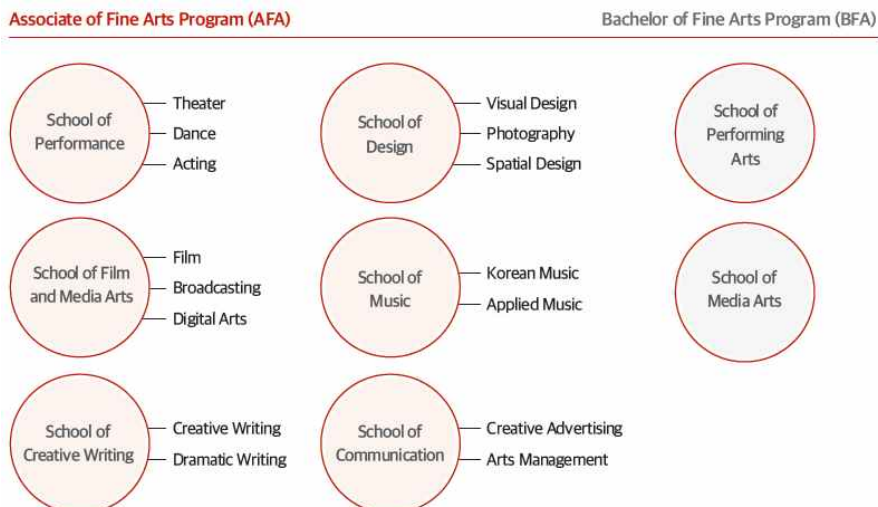 Associate of Fine Arts Program (AFA)
Bachelor of Fine Arts Program (BFA)
School of
Performance
Theater
Dance
Acting
School of
Design
Visual Design
Photography
Spatial Design
School of
Performing
Arts
School of Film
and Media Arts
Film
Broadcasting
Digital Arts
School of
Music
Korean Music
Applied Music
School of
Media Arts
School of
Creative Writing
Creative Writing
Dramatic Writing
School of
Communication
Creative Advertising
Arts Management